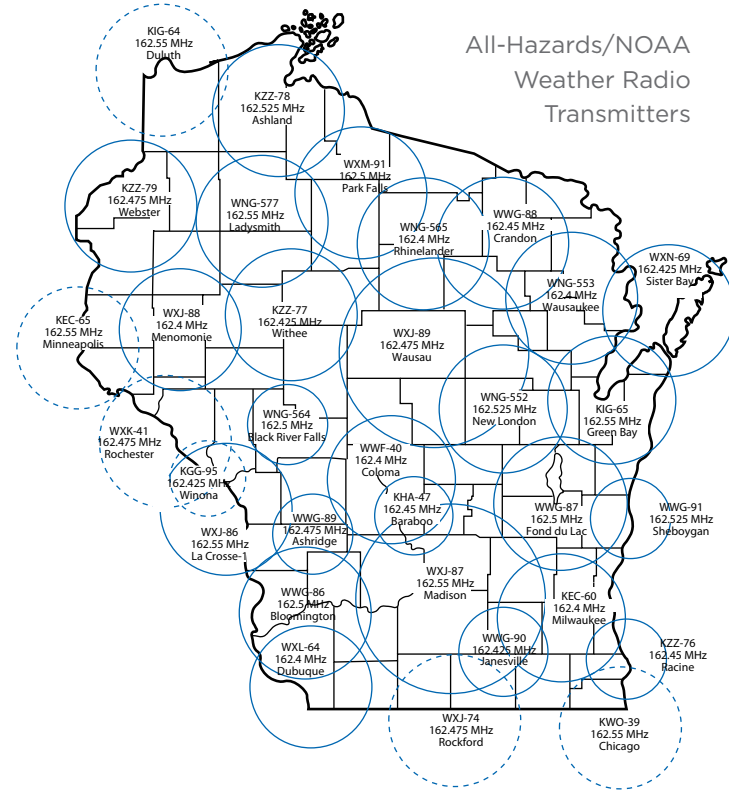 All-Hazards/NOAA
Weather Radio
Transmitters
KIG-64
162.55 MHz
Duluth
KZZ-78
162.525 MHz
Ashland
WXM-91
162.5 MHz
Park Falls
KZZ-79
162.475 MHz
Webster
WNG-577
162.55 MHz
Ladysmith
WNG-565
162.4 MHz
Rhinelander
WWG-88
162.45 MHz
Crandon
WXN-69
162.425 MHz
Sister Bay
WNG-553
162.4 MHz
Wausaukee
KEC-65
162.55 MHz
Minneapolis
WXJ-88
162.4 MHz
Menomonie
KZZ-77
162.425 MHz
Withee
WXJ-89
162.475 MHz
Wausau
WNG-552
162.525 MHz
New London
KIG-65
162.55 MHz
Green Bay
WXK-41
162.475 MHz
Rochester
WNG-564
162.5 MHz
Black River Falls
KGG-95
162.425 MHz
Winona
WWF-40
162.4 MHz
Coloma
KHA-47
162.45 MHz
Baraboo
WWG-87
162.5 MHz
Fond du Lac
WWG-91
162.525 MHz
Sheboygan
WXJ-86
162.55 MHz
La Crosse-1
WWG-89
162.475 MHz
Ashridge
WXJ-87
162.55 MHz
Madison
WWG-86
162.5 MHz
Bloomington
KEC-60
162.4 MHz
Milwaukee
WXL-64
162.4 MHz
Dubuque
WWG-90
162.425 MHz
Janesville
KZZ-76
162.45 MHz
Racine
WXJ-74
162.475 MHz
Rockford
KWO-39
162.55 MHz
Chicago